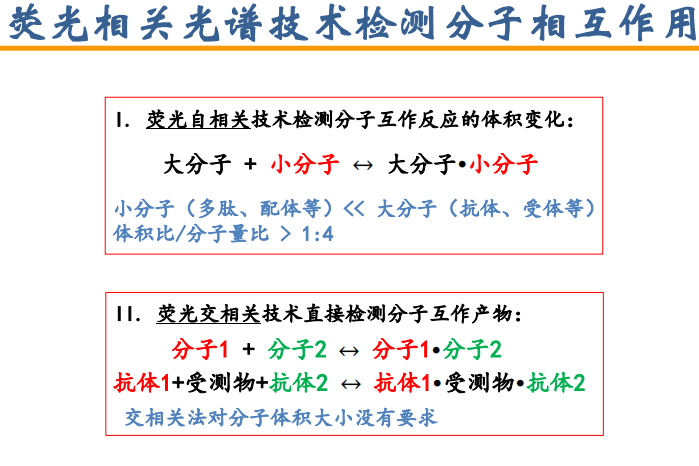 荧光相关光谱技术检测分子相互作用
I. 荧光自相关技术检测分子互作反应的体积变化：
大分子 + 小分子 ↔ 大分子•小分子
小分子（多肽、配体等）<< 大分子（抗体、受体等）
体积比/分子量比 > 1:4
II. 荧光交相关技术直接检测分子互作产物：
分子1 + 分子2 ↔ 分子1•分子2
抗体1+受测物+抗体2 ↔ 抗体1•受测物•抗体2
交相关法对分子体积大小没有要求